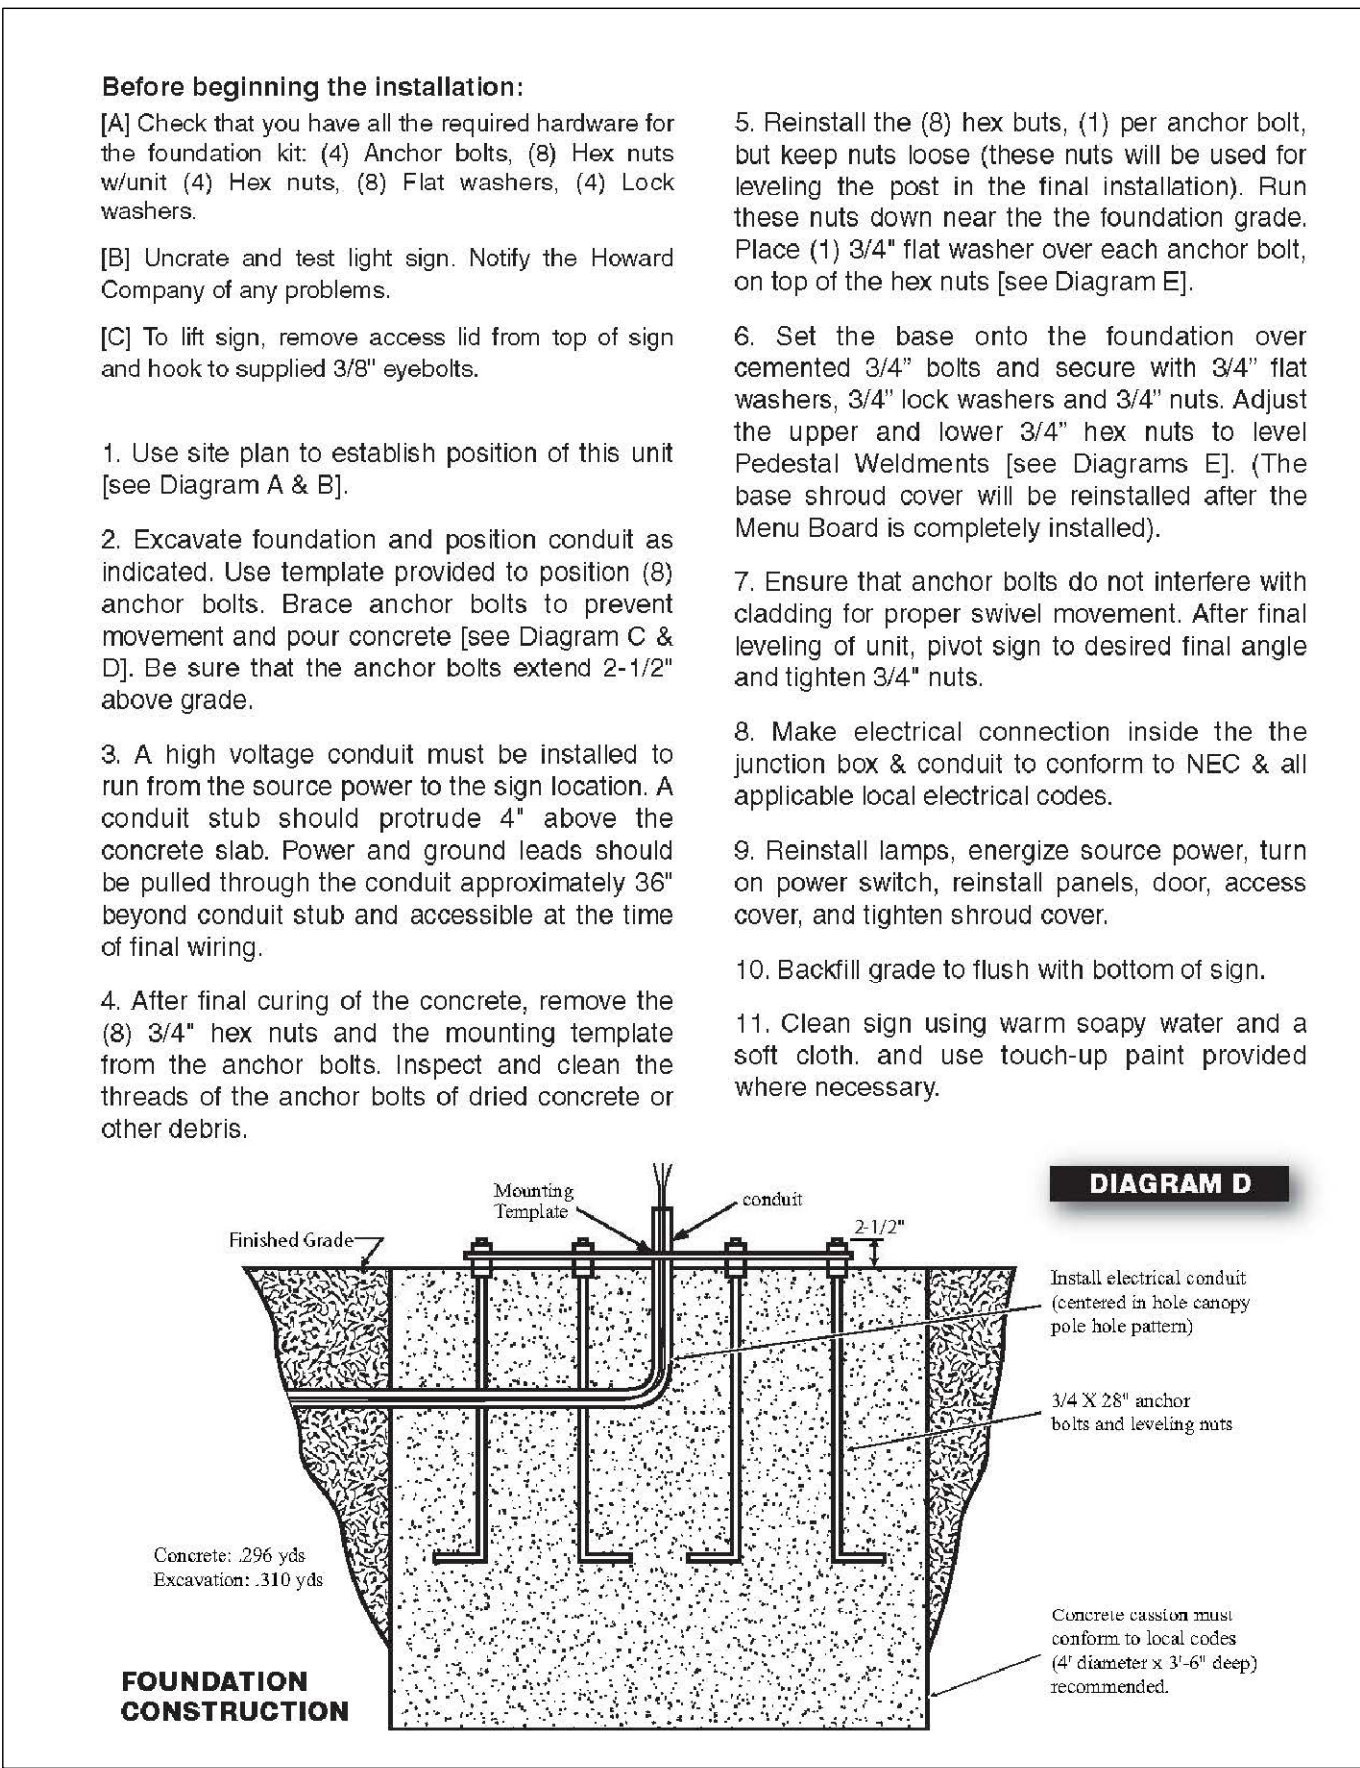 Before beginning the installation:
[A] Check that you have all the required hardware for
the foundation kit: (4) Anchor bolts, (8) Hex nuts
w/unit (4) Hex nuts, (8) Flat washers, (4) Lock
washers.
[B] Uncrate and test light sign. Notify the Howard
Company of any problems.
[C] To lift sign, remove access lid from top of sign
and hook to supplied 3/8" eyebolts.
1. Use site plan to establish position of this unit
[see Diagram A & B].
2. Excavate foundation and position conduit as
indicated. Use template provided to position (8)
anchor bolts. Brace anchor bolts to prevent
movement and pour concrete [see Diagram C &
D]. Be sure that the anchor bolts extend 2-1/2"
above grade.
3. A high voltage conduit must be installed to
run from the source power to the sign location. A
conduit stub should protrude 4" above the
concrete slab. Power and ground leads should
be pulled through the conduit approximately 36"
beyond conduit stub and accessible at the time
of final wiring.
4. After final curing of the concrete, remove the
(8) 3/4" hex nuts and the mounting template
from the anchor bolts. Inspect and clean the
threads of the anchor bolts of dried concrete or
other debris.
5. Reinstall the (8) hex buts, (1) per anchor bolt,
but keep nuts loose (these nuts will be used for
leveling the post in the final installation). Run
these nuts down near the the foundation grade.
Place (1) 3/4" flat washer over each anchor bolt,
on top of the hex nuts [see Diagram E].
6. Set the base onto the foundation over
cemented 3/4” bolts and secure with 3/4” flat
washers, 3/4” lock washers and 3/4” nuts. Adjust
the upper and lower 3/4” hex nuts to level
Pedestal Weldments [see Diagrams E]. (The
base shroud cover will be reinstalled after the
Menu Board is completely installed).
7. Ensure that anchor bolts do not interfere with
cladding for proper swivel movement. After final
leveling of unit, pivot sign to desired final angle
and tighten 3/4" nuts.
8. Make electrical connection inside the the
junction box & conduit to conform to NEC & all
applicable local electrical codes.
9. Reinstall lamps, energize source power, turn
on power switch, reinstall panels, door, access
cover, and tighten shroud cover.
10. Backfill grade to flush with bottom of sign.
11. Clean sign using warm soapy water and a
soft cloth. and use touch-up paint provided
where necessary.
DIAGRAM D
Mounting
Template
conduit
2-1/2"
Finished Grade
Install electrical conduit
(centered in hole canopy
pole hole pattern)
3/4 X 28" anchor
bolts and leveling nuts
Concrete: .296 yds
Excavation: .310 yds
Concrete cassion must
conform to local codes
(4' diameter x 3'-6" deep)
recommended.
FOUNDATION
CONSTRUCTION